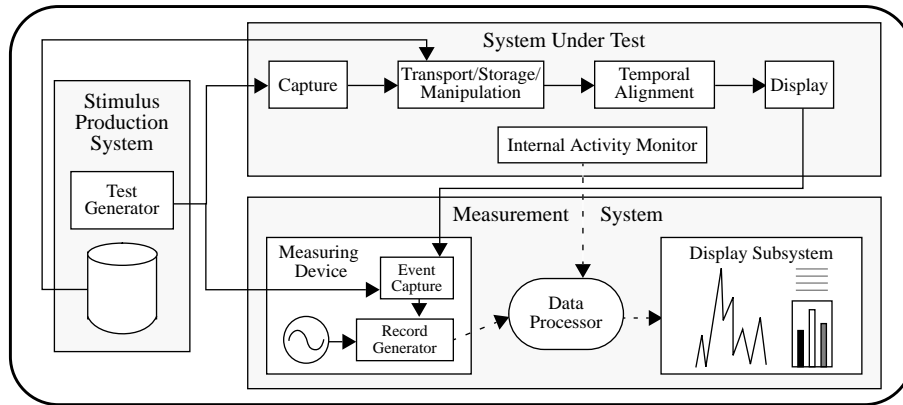 System Under Test
Capture
Transport/Storage/
Manipulation
Temporal
Alignment
Display
Internal Activity Monitor
Stimulus
Production
System
Test
Generator
Measurement System
Measuring
Device
Event
Capture
Record
Generator
Data
Processor
Display Subsystem